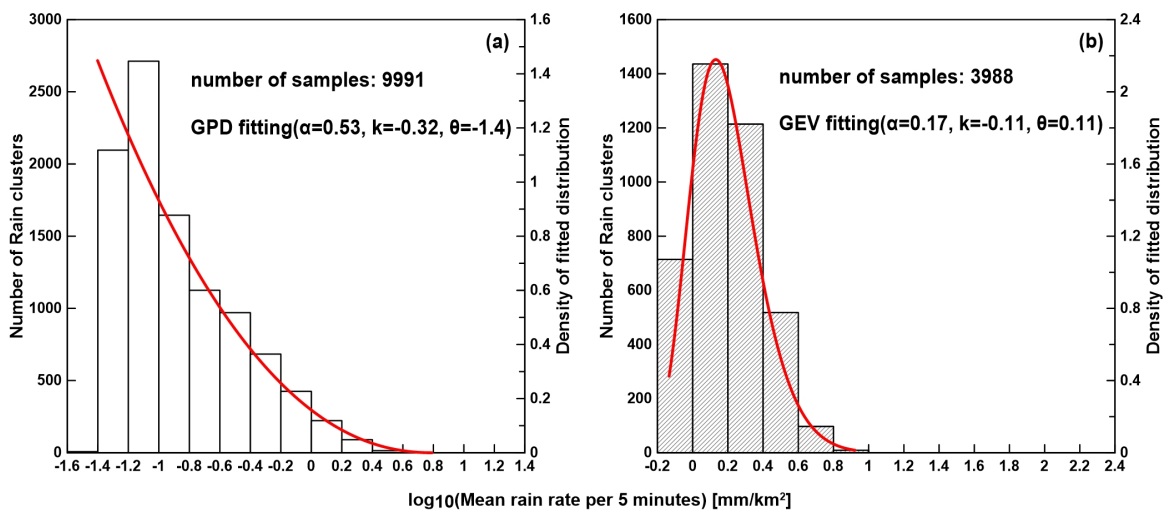 (a)
number of samples: 9991
GPD fitting(α=0.53, k=-0.32, θ=-1.4)
Number of Rain clusters
3000
2500
2000
1500
1000
500
0
-1.6 -1.4 -1.2 -1 -0.8 -0.6 -0.4 -0.2 0 0.2 0.4 0.6 0.8 1 1.2 1.4
1.6
1.4
1.2
1
0.8
0.6
0.4
0.2
0
Density of fitted distribution
(b)
number of samples: 3988
GEV fitting(α=0.17, k=-0.11, θ=0.11)
Number of Rain clusters
1600
1400
1200
1000
800
600
400
200
0
-0.2 0 0.2 0.4 0.6 0.8 1 1.2 1.4 1.6 1.8 2 2.2 2.4
2.4
2
1.6
1.2
0.8
0.4
0
Density of fitted distribution
log10(Mean rain rate per 5 minutes) [mm/km²]